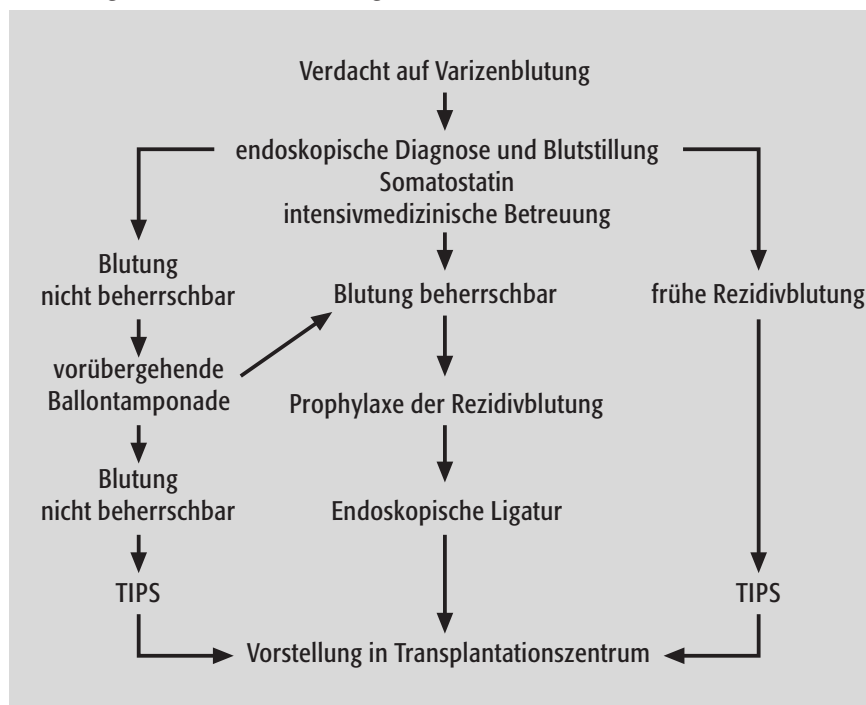 Verdacht auf Varizenblutung
endoskopische Diagnose und Blutstillung
Somatostatin
intensivmedizinische Betreuung
Blutung
nicht beherrschbar
Blutung beherrschbar
frühe Rezidivblutung
vorübergehende
Ballontamponade
Prophylaxe der Rezidivblutung
Blutung
nicht beherrschbar
Endoskopische Ligatur
TIPS
TIPS
Vorstellung in Transplantationszentrum